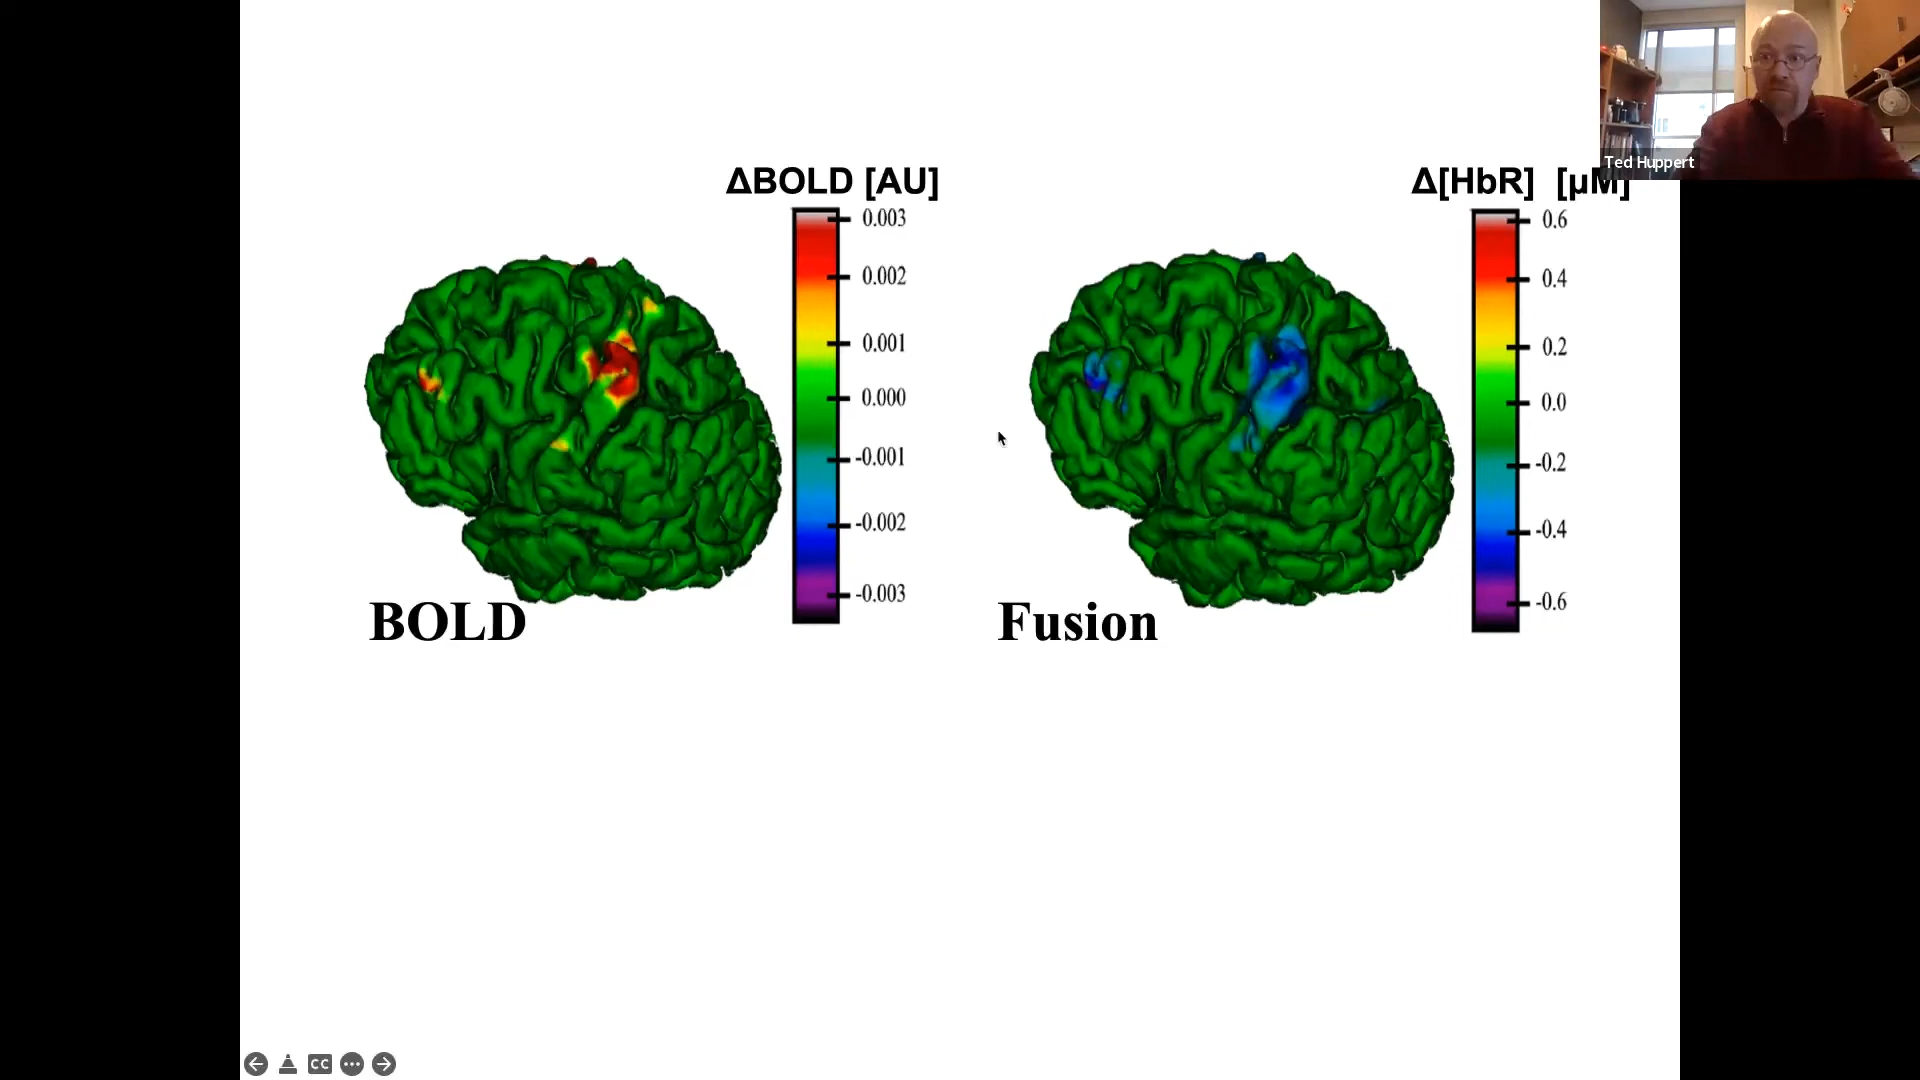 Ted Huppert
ΔBOLD [AU]
0.003
0.002
0.001
0.000
-0.001
-0.002
-0.003
BOLD
Δ[HbR] [μM]
0.6
0.4
0.2
0.0
-0.2
-0.4
-0.6
Fusion
CC